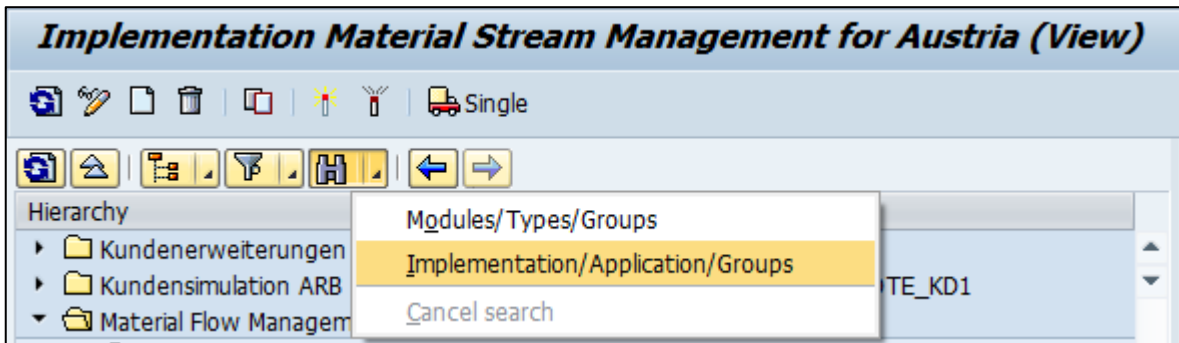 Implementation Material Stream Management for Austria (View)
Single
Hierarchy
Modules/Types/Groups
Kundenerweiterungen
Implementation/Application/Groups
Kundensimulation ARB
TE_KD1
Cancel search
Material Flow Managem